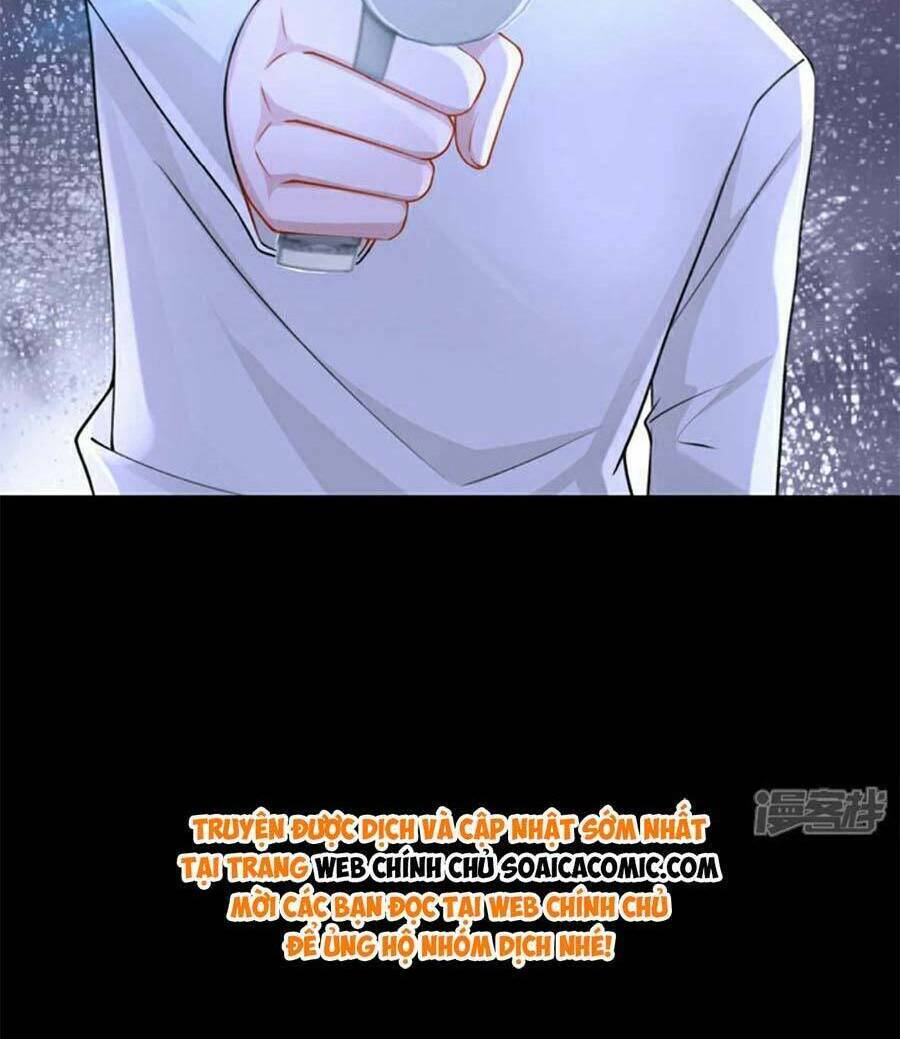 漫客栈
TRUYỆN ĐƯỢC DỊCH VÀ CẬP NHẬT SỚM NHẤT
TẠI TRANG WEB CHÍNH CHỦ SOAICACOMIC.COM
MỜI CÁC BẠN ĐỌC TẠI WEB CHÍNH CHỦ
ĐỂ ỦNG HỘ NHÓM DỊCH NHÉ!